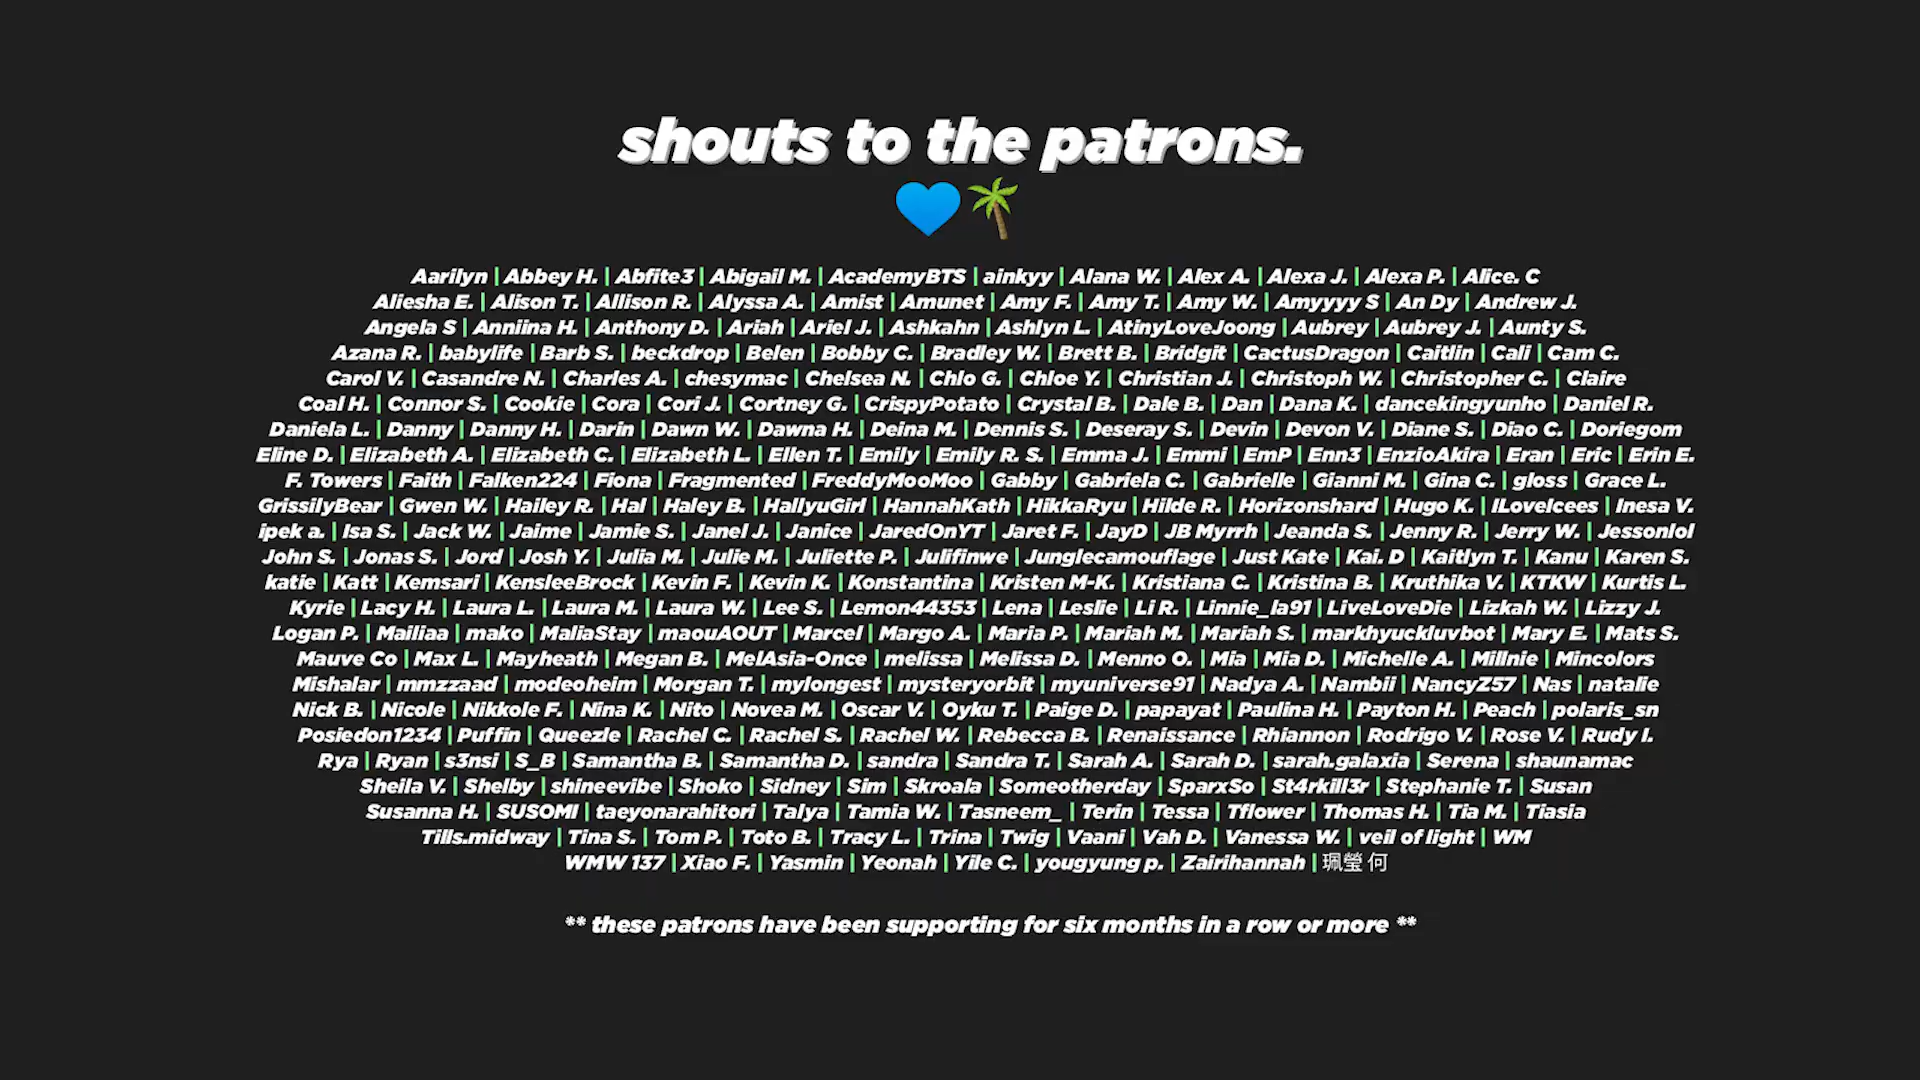 shouts to the patrons.
💙🌴
Aarilyn | Abbey H. | Abfite3 | Abigail M. | AcademyBTS | ainkyy | Alana W. | Alex A. | Alexa J. | Alexa P. | Alice. C
Aliesha E. | Alison T. | Allison R. | Alyssa A. | Amist | Amunet | Amy F. | Amy T. | Amy W. | Amyyyy S | An Dy | Andrew J.
Angela S | Anniina H. | Anthony D. | Ariah | Ariel J. | Ashkahn | Ashlyn L. | AtinyLoveJoong | Aubrey | Aubrey J. | Aunty S.
Azana R. | babylife | Barb S. | beckdrop | Belen | Bobby C. | Bradley W. | Brett B. | Bridgit | CactusDragon | Caitlin | Cali | Cam C.
Carol V. | Casandre N. | Charles A. | chesymac | Chelsea N. | Chlo G. | Chloe Y. | Christian J. | Christoph W. | Christopher C. | Claire
Coal H. | Connor S. | Cookie | Cora | Cori J. | Cortney G. | CrispyPotato | Crystal B. | Dale B. | Dan | Dana K. | dancekingyunho | Daniel R.
Daniela L. | Danny | Danny H. | Darin | Dawn W. | Dawna H. | Deina M. | Dennis S. | Deseray S. | Devin | Devon V. | Diane S. | Diao C. | Doriegom
Eline D. | Elizabeth A. | Elizabeth C. | Elizabeth L. | Ellen T. | Emily | Emily R. S. | Emma J. | Emmi | EmP | Enn3 | EnzioAkira | Eran | Eric | Erin E.
F. Towers | Faith | Falken224 | Fiona | Fragmented | FreddyMooMoo | Gabby | Gabriela C. | Gabrielle | Gianni M. | Gina C. | gloss | Grace L.
GrissilyBear | Gwen W. | Hailey R. | Hal | Haley B. | HallyuGirl | HannahKath | HikkaRyu | Hilde R. | Horizonshard | Hugo K. | ILoveIcees | Inesa V.
ipek a. | Isa S. | Jack W. | Jaime | Jamie S. | Janel J. | Janice | JaredOnYT | Jaret F. | JayD | JB Myrrh | Jeanda S. | Jenny R. | Jerry W. | Jessonlol
John S. | Jonas S. | Jord | Josh Y. | Julia M. | Julie M. | Juliette P. | Julifinwe | Junglecamouflage | Just Kate | Kai. D | Kaitlyn T. | Kanu | Karen S.
katie | Katt | Kemsari | KensleeBrock | Kevin F. | Kevin K. | Konstantina | Kristen M-K. | Kristiana C. | Kristina B. | Kruthika V. | KTKW | Kurtis L.
Kyrie | Lacy H. | Laura L. | Laura M. | Laura W. | Lee S. | Lemon44353 | Lena | Leslie | Li R. | Linnie_la91 | LiveLoveDie | Lizkah W. | Lizzy J.
Logan P. | Mailiaa | mako | MaliaStay | maouAOUT | Marcel | Margo A. | Maria P. | Mariah M. | Mariah S. | markhyuckluvbot | Mary E. | Mats S.
Mauve Co | Max L. | Mayheath | Megan B. | MelAsia-Once | melissa | Melissa D. | Menno O. | Mia | Mia D. | Michelle A. | Millnie | Mincolors
Mishalar | mmzzaad | modeoheim | Morgan T. | mylongest | mysteryorbit | myuniverse91 | Nadya A. | Nambii | NancyZ57 | Nas | natalie
Nick B. | Nicole | Nikkole F. | Nina K. | Nito | Novea M. | Oscar V. | Oyku T. | Paige D. | papayat | Paulina H. | Payton H. | Peach | polaris_sn
Posiedon1234 | Puffin | Queezle | Rachel C. | Rachel S. | Rachel W. | Rebecca B. | Renaissance | Rhiannon | Rodrigo V. | Rose V. | Rudy I.
Rya | Ryan | s3nsi | S_B | Samantha B. | Samantha D. | sandra | Sandra T. | Sarah A. | Sarah D. | sarah.galaxia | Serena | shaunamac
Sheila V. | Shelby | shineevibe | Shoko | Sidney | Sim | Skroala | Someotherday | SparxSo | St4rkill3r | Stephanie T. | Susan
Susanna H. | SUSOMI | taeyonarahitori | Talya | Tamia W. | Tasneem_ | Terin | Tessa | Tflower | Thomas H. | Tia M. | Tiasia
Tills.midway | Tina S. | Tom P. | Toto B. | Tracy L. | Trina | Twig | Vaani | Vah D. | Vanessa W. | veil of light | WM
WMW 137 | Xiao F. | Yasmin | Yeonah | Yile C. | yougyung p. | Zairihannah | 珮瑩 何
** these patrons have been supporting for six months in a row or more **